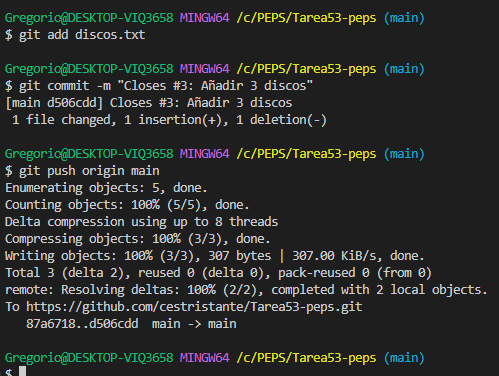 Gregorio@DESKTOP-VIQ3658 MINGW64 /c/PEPS/Tarea53-peps (main)
$ git add discos.txt
Gregorio@DESKTOP-VIQ3658 MINGW64 /c/PEPS/Tarea53-peps (main)
$ git commit -m "Closes #3: Añadir 3 discos"
[main d506cdd] Closes #3: Añadir 3 discos
 1 file changed, 1 insertion(+), 1 deletion(-)
Gregorio@DESKTOP-VIQ3658 MINGW64 /c/PEPS/Tarea53-peps (main)
$ git push origin main
Enumerating objects: 5, done.
Counting objects: 100% (5/5), done.
Delta compression using up to 8 threads
Compressing objects: 100% (3/3), done.
Writing objects: 100% (3/3), 307 bytes | 307.00 KiB/s, done.
Total 3 (delta 2), reused 0 (delta 0), pack-reused 0 (from 0)
remote: Resolving deltas: 100% (2/2), completed with 2 local objects.
To https://github.com/cestristante/Tarea53-peps.git
   87a6718..d506cdd  main -> main
Gregorio@DESKTOP-VIQ3658 MINGW64 /c/PEPS/Tarea53-peps (main)
$